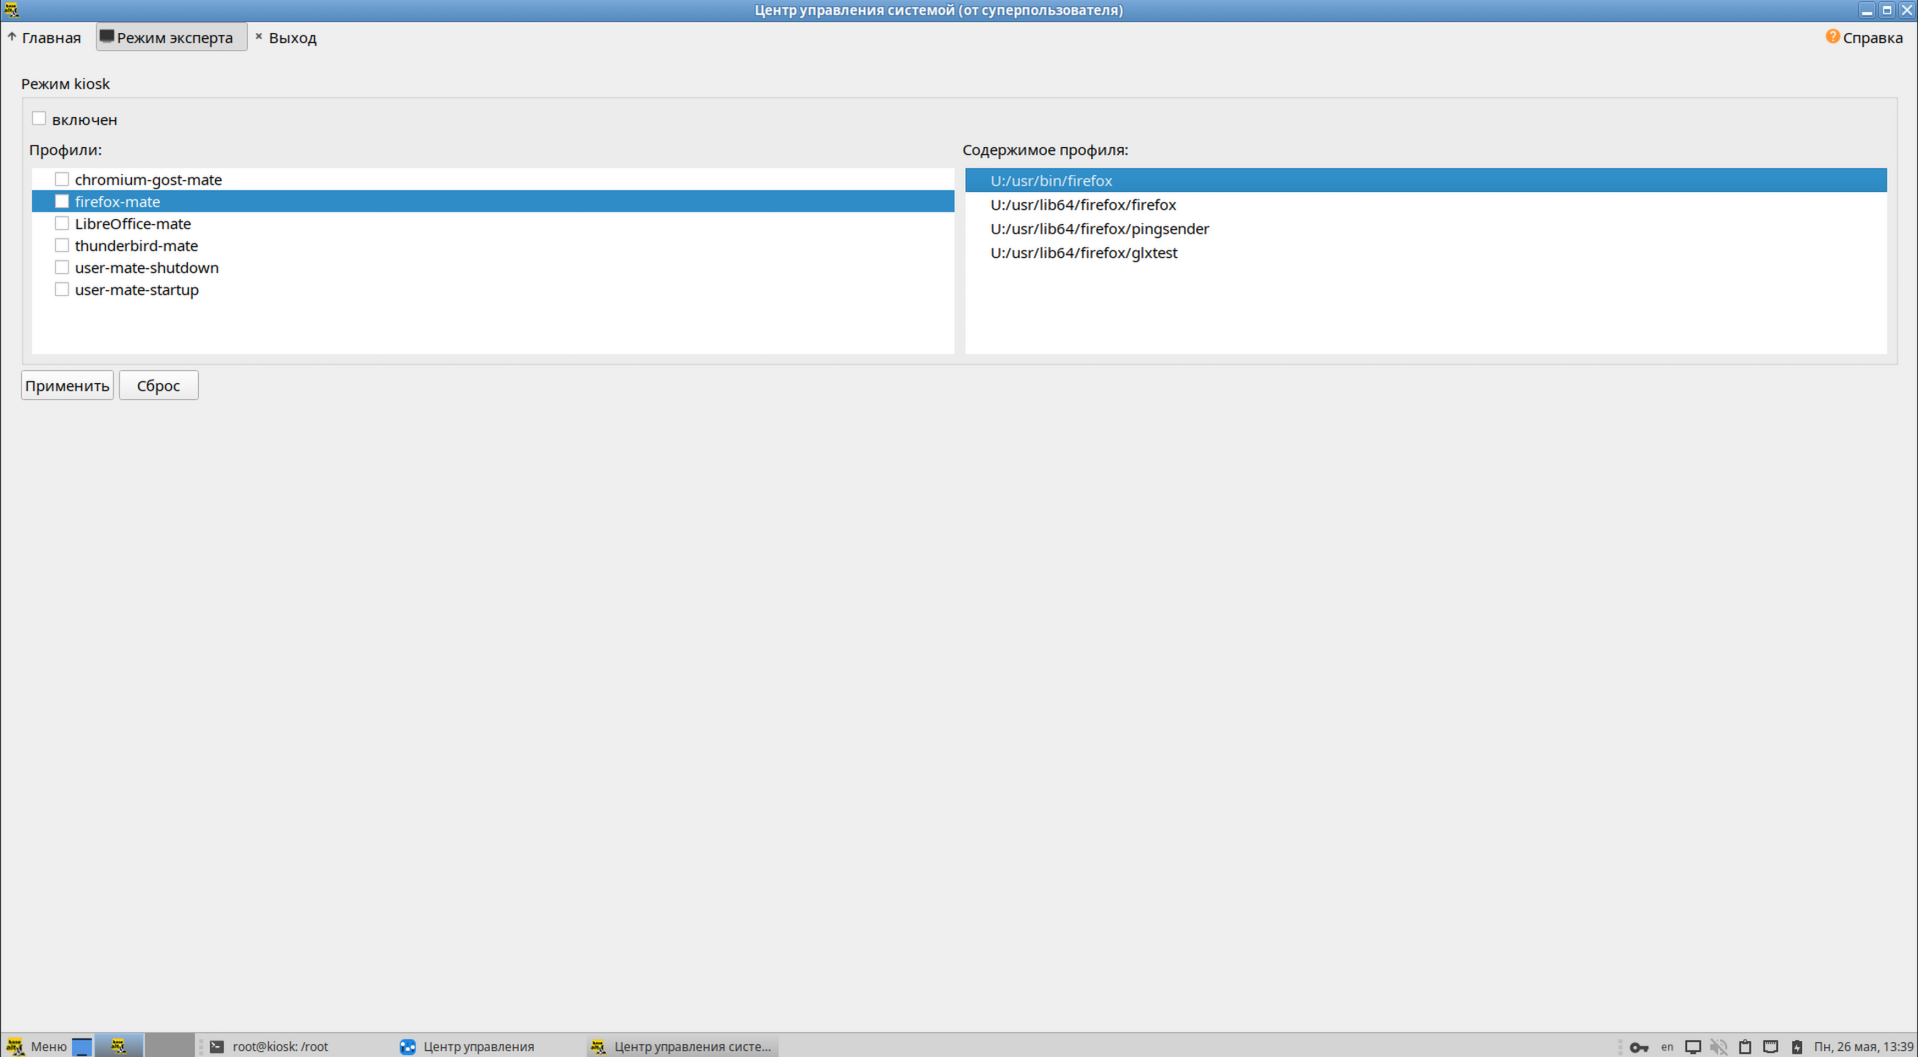 Центр управления системой (от суперпользователя)
Главная
Режим эксперта
Выход
Справка
Режим kiosk
включен
Профили:
chromium-gost-mate
firefox-mate
LibreOffice-mate
thunderbird-mate
user-mate-shutdown
user-mate-startup
Содержимое профиля:
U:/usr/bin/firefox
U:/usr/lib64/firefox/firefox
U:/usr/lib64/firefox/pingsender
U:/usr/lib64/firefox/glxtest
Применить
Сброс
Меню
root@kiosk: /root
Центр управления
Центр управления систе...
en
Пн, 26 мая, 13:39